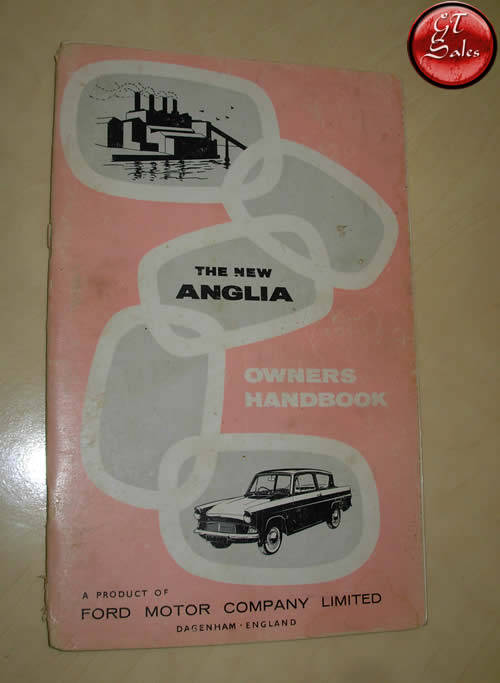 GT
Sales
THE NEW
ANGLIA
OWNERS
HANDBOOK
A PRODUCT OF
FORD MOTOR COMPANY LIMITED
DAGENHAM · ENGLAND